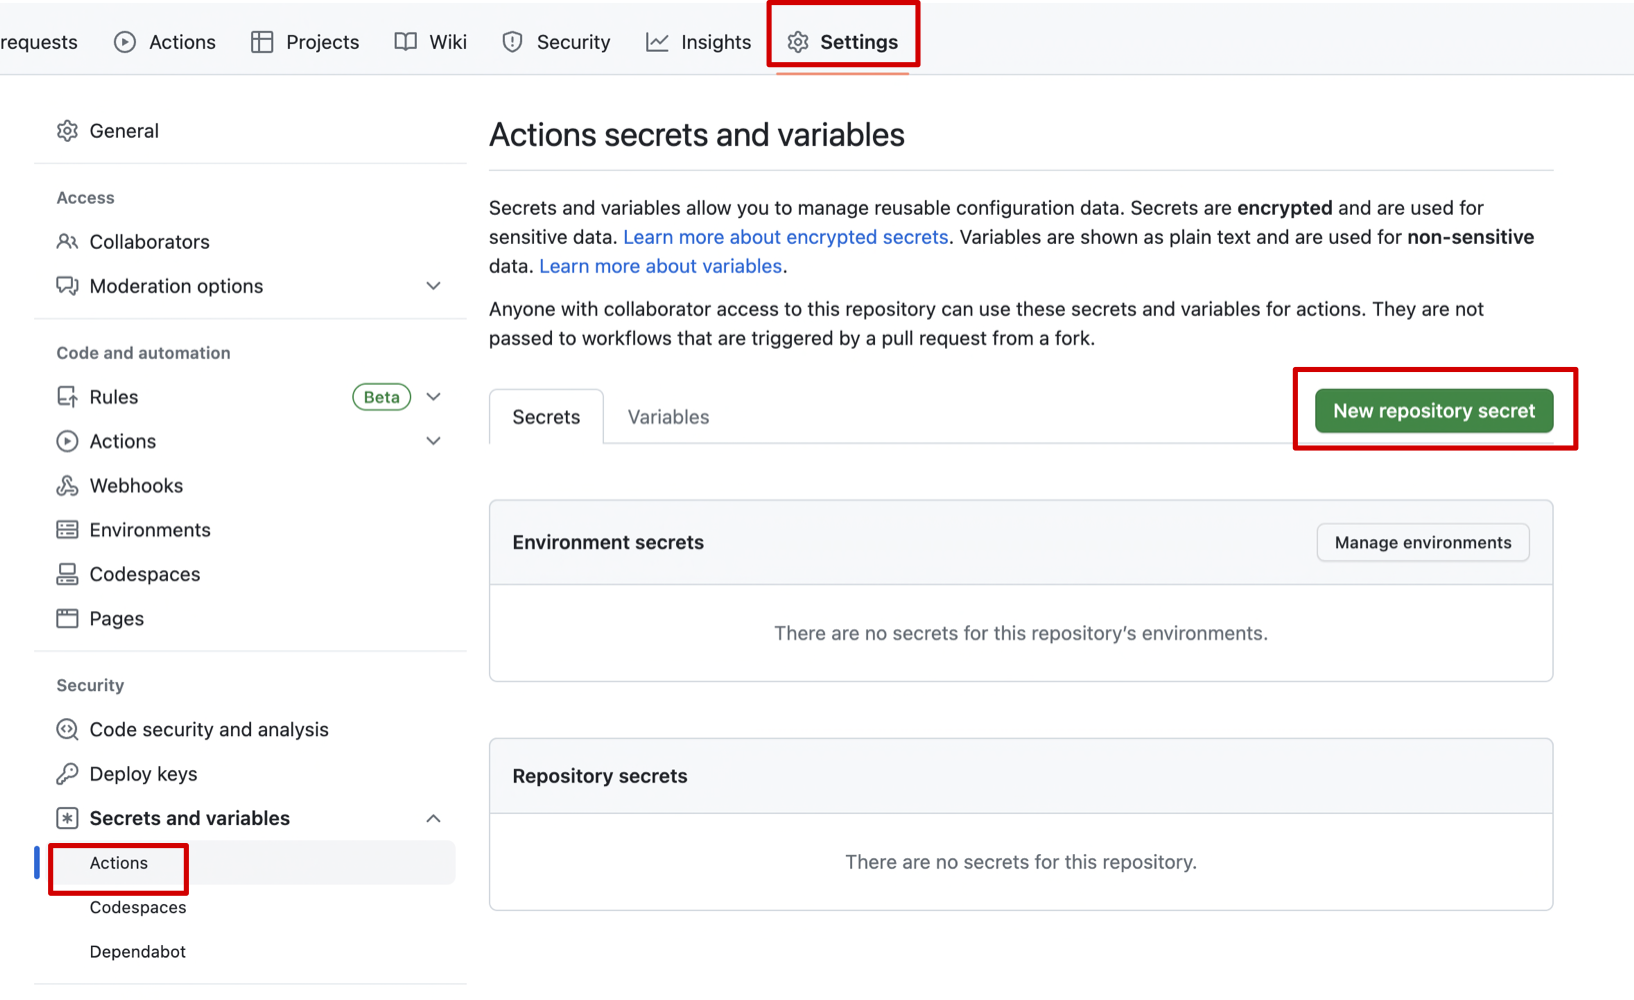 requests Actions Projects Wiki Security Insights Settings
General
Access
Collaborators
Moderation options
Code and automation
Rules Beta
Actions
Webhooks
Environments
Codespaces
Pages
Security
Code security and analysis
Deploy keys
Secrets and variables
Actions
Codespaces
Dependabot
Actions secrets and variables
Secrets and variables allow you to manage reusable configuration data. Secrets are encrypted and are used for
sensitive data. Learn more about encrypted secrets. Variables are shown as plain text and are used for non-sensitive
data. Learn more about variables.
Anyone with collaborator access to this repository can use these secrets and variables for actions. They are not
passed to workflows that are triggered by a pull request from a fork.
Secrets Variables New repository secret
Environment secrets Manage environments
There are no secrets for this repository’s environments.
Repository secrets
There are no secrets for this repository.